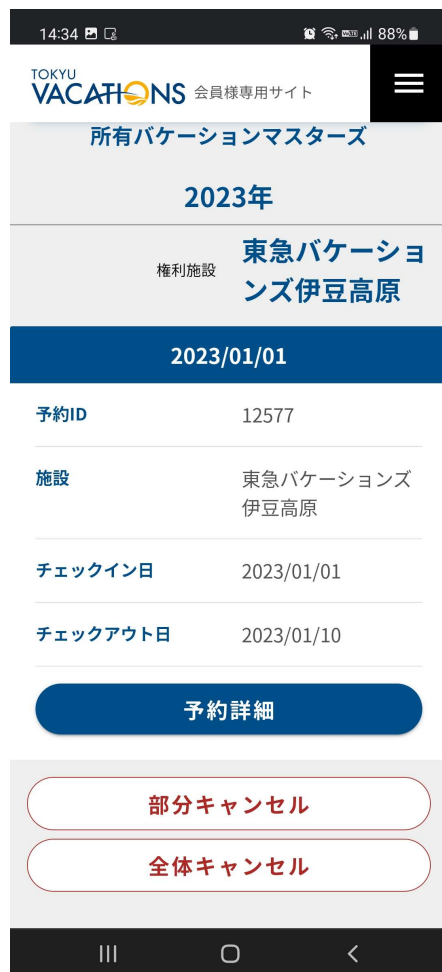 14:34 88%
TOKYU
VACATIONS 会員様専用サイト
所有バケーションマスターズ
2023年
権利施設 東急バケーショ
ンズ伊豆高原
2023/01/01
予約ID 12577
施設 東急バケーションズ
伊豆高原
チェックイン日 2023/01/01
チェックアウト日 2023/01/10
予約詳細
部分キャンセル
全体キャンセル